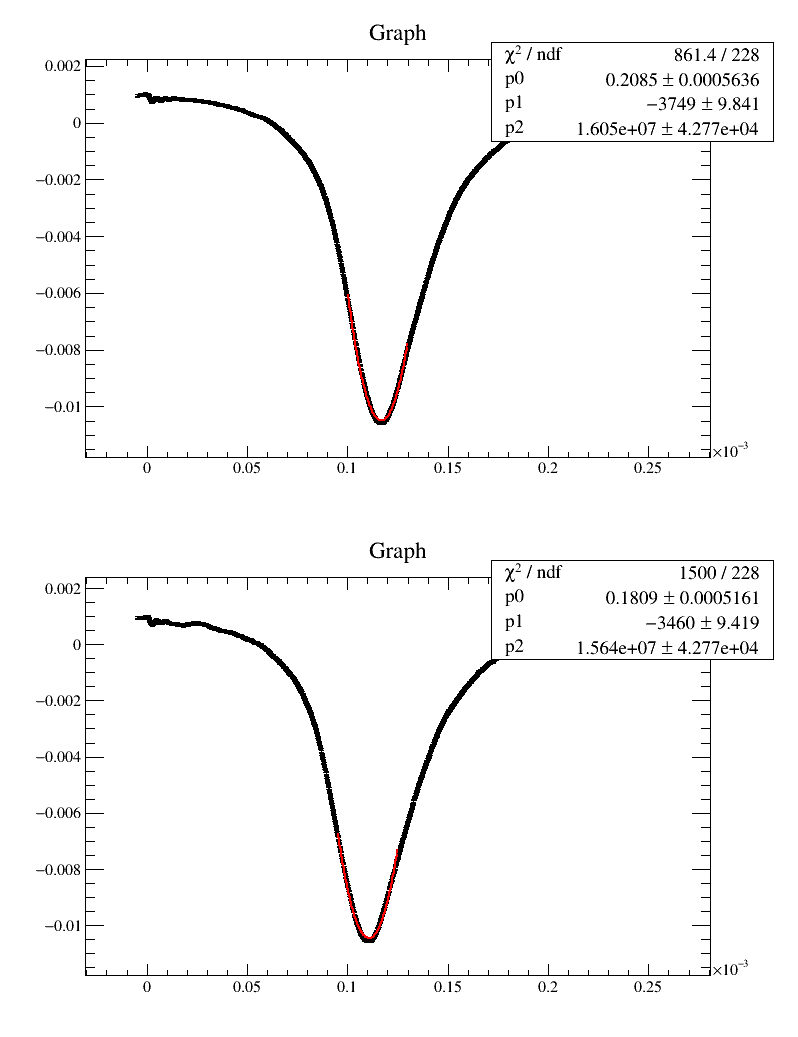 Graph
χ² / ndf 861.4 / 228
p0 0.2085 ± 0.0005636
p1 −3749 ± 9.841
p2 1.605e+07 ± 4.277e+04
0.002
0
−0.002
−0.004
−0.006
−0.008
−0.01
×10⁻³
0 0.05 0.1 0.15 0.2 0.25
Graph
χ² / ndf 1500 / 228
p0 0.1809 ± 0.0005161
p1 −3460 ± 9.419
p2 1.564e+07 ± 4.277e+04
0.002
0
−0.002
−0.004
−0.006
−0.008
−0.01
×10⁻³
0 0.05 0.1 0.15 0.2 0.25